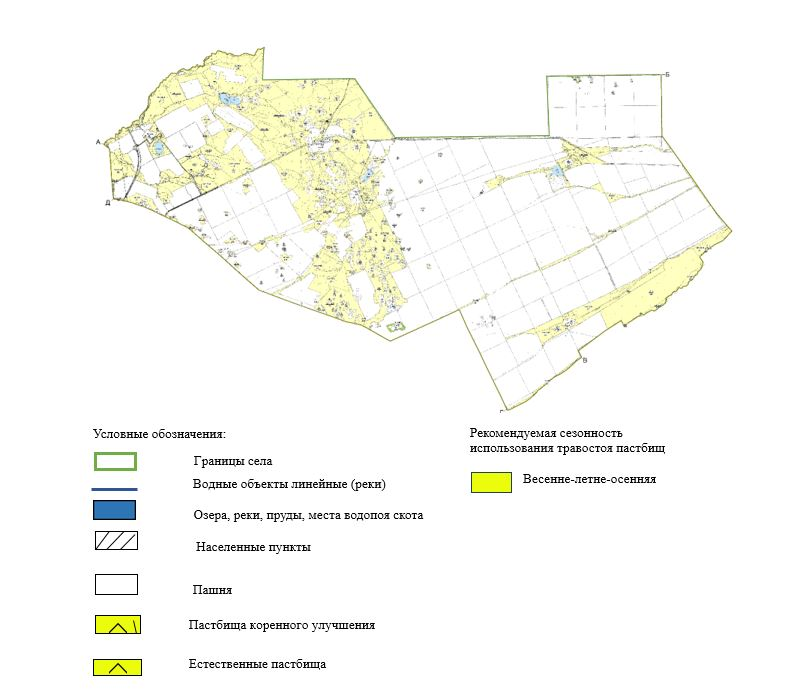 Б
А
Д
В
Г
Условные обозначения:
Границы села
Водные объекты линейные (реки)
Озера, реки, пруды, места водопоя скота
Населенные пункты
Пашня
Пастбища коренного улучшения
Естественные пастбища
Рекомендуемая сезонность
использования травостоя пастбищ
Весенне-летне-осенняя